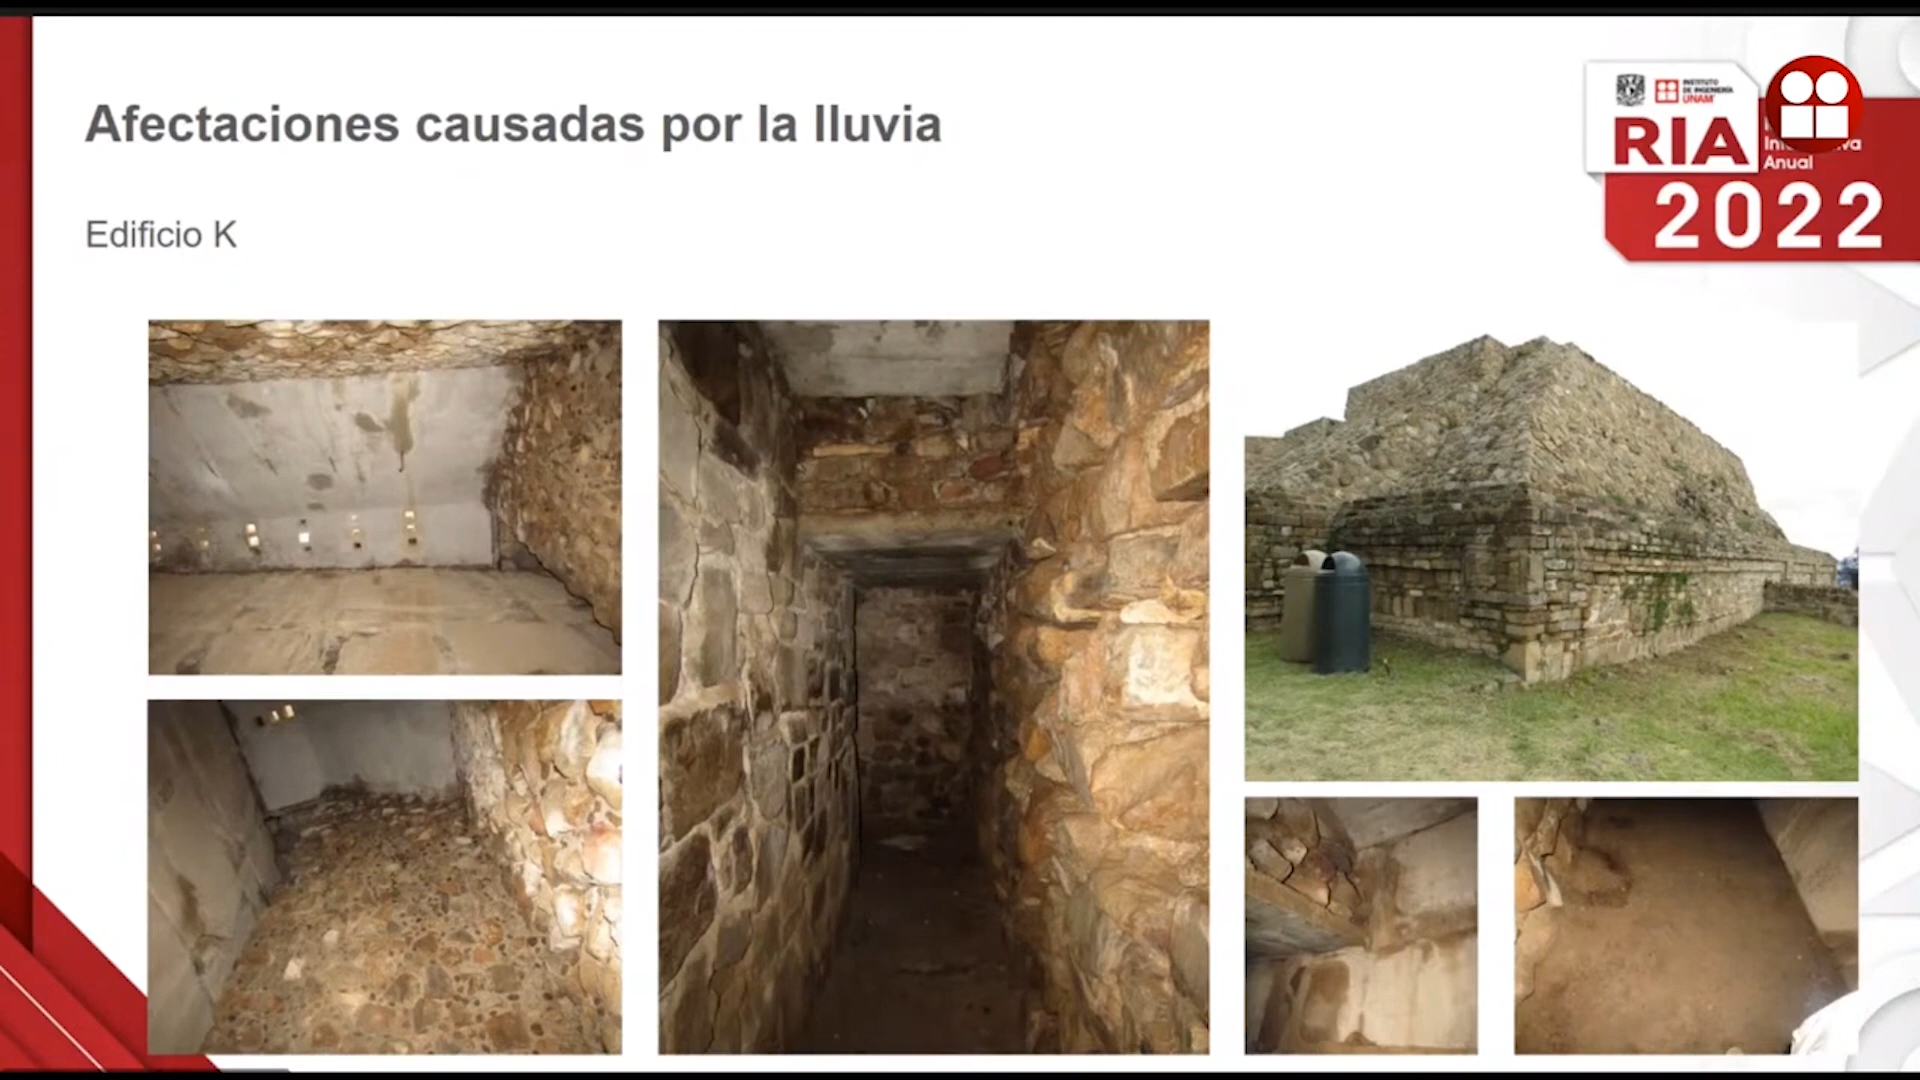 Afectaciones causadas por la lluvia
Edificio K
INSTITUTO
DE INGENIERÍA
UNAM
RIA
Anual
2022